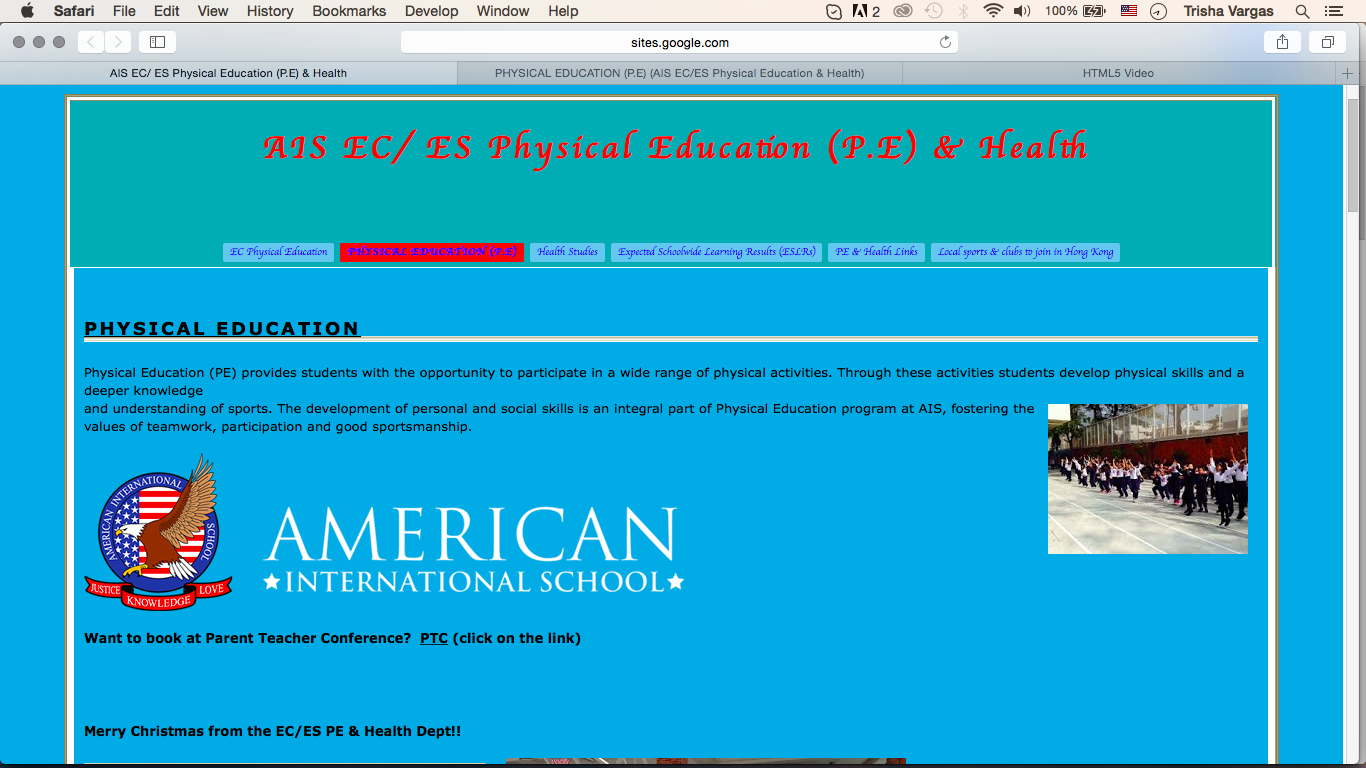 Safari File Edit View History Bookmarks Develop Window Help 2 100% Trisha Vargas
sites.google.com
AIS EC/ ES Physical Education (P.E) & Health PHYSICAL EDUCATION (P.E) (AIS EC/ES Physical Education & Health) HTML5 Video
AIS EC/ ES Physical Education (P.E) & Health
EC Physical Education PHYSICAL EDUCATION (P.E) Health Studies Expected Schoolwide Learning Results (ESLRs) PE & Health Links Local sports & clubs to join in Hong Kong
PHYSICAL EDUCATION
Physical Education (PE) provides students with the opportunity to participate in a wide range of physical activities. Through these activities students develop physical skills and a
deeper knowledge
and understanding of sports. The development of personal and social skills is an integral part of Physical Education program at AIS, fostering the
values of teamwork, participation and good sportsmanship.
AMERICAN INTERNATIONAL SCHOOL
JUSTICE KNOWLEDGE LOVE
AMERICAN
INTERNATIONAL SCHOOL
Want to book at Parent Teacher Conference? PTC (click on the link)
Merry Christmas from the EC/ES PE & Health Dept!!